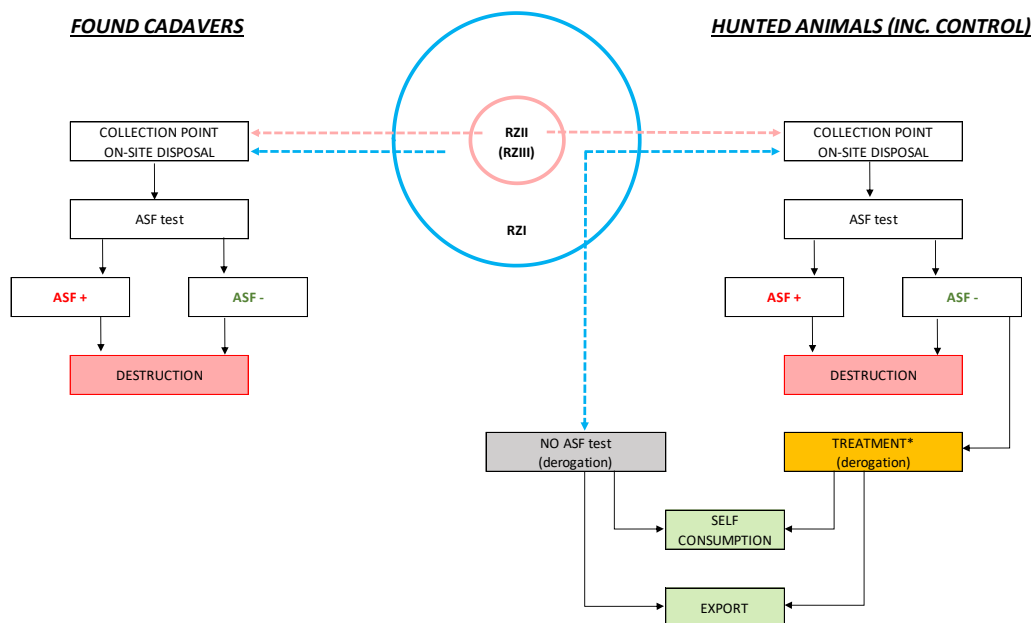 FOUND CADAVERS
HUNTED ANIMALS (INC. CONTROL)
RZII
(RZIII)
RZI
COLLECTION POINT
ON-SITE DISPOSAL
ASF test
ASF +
ASF -
DESTRUCTION
COLLECTION POINT
ON-SITE DISPOSAL
ASF test
ASF +
ASF -
DESTRUCTION
NO ASF test
(derogation)
TREATMENT*
(derogation)
SELF
CONSUMPTION
EXPORT